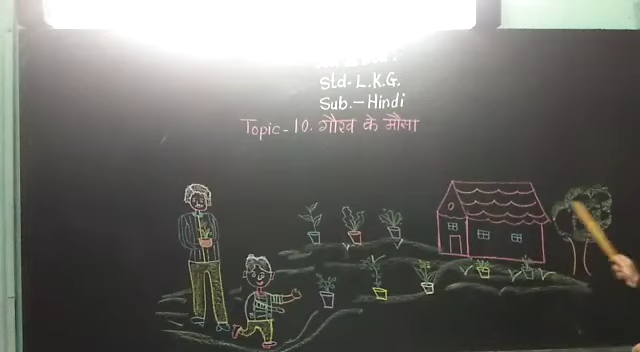 Std- L.K.G.
Sub.- Hindi
Topic-10. गौरव के मौसा